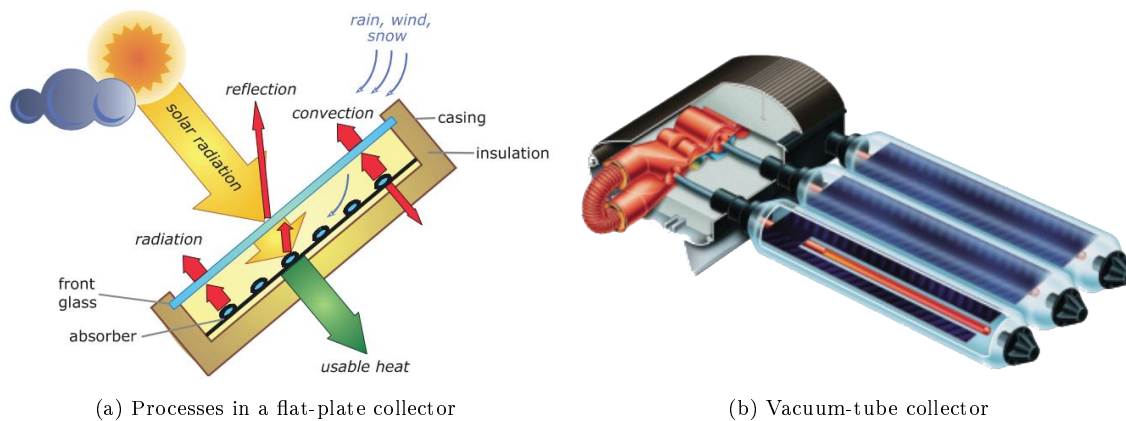 rain, wind,
snow
reflection
convection
casing
solar radiation
insulation
radiation
front
glass
absorber
usable heat
(a) Processes in a flat-plate collector
(b) Vacuum-tube collector